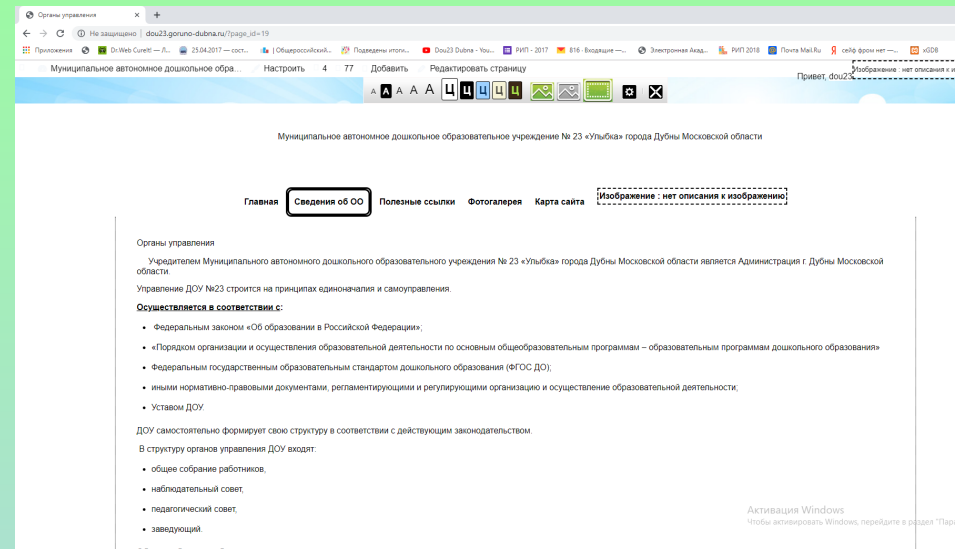 Органы управления
Не защищено | dou23.goruno-dubna.ru/?page_id=19
Приложения Dr.Web CureIt! — Л... 25.04.2017 — сост... | Общероссийский... Подведены итоги... Dou23 Dubna - You... РИП - 2017 816 · Входящие —... Электронная Акад... РИП 2018 Почта Mail.Ru сейф фром нет —... xGDB
Муниципальное автономное дошкольное обра... Настроить 4 77 Добавить Редактировать страницу
Привет, dou23
Изображение : нет описания к и
А А А А А Ц Ц Ц Ц Ц
Муниципальное автономное дошкольное образовательное учреждение № 23 «Улыбка» города Дубны Московской области
Главная Сведения об ОО Полезные ссылки Фотогалерея Карта сайта Изображение : нет описания к изображению
Органы управления
Учредителем Муниципального автономного дошкольного образовательного учреждения № 23 «Улыбка» города Дубны Московской области является Администрация г. Дубны Московской
области.
Управление ДОУ №23 строится на принципах единоначалия и самоуправления.
Осуществляется в соответствии с:
• Федеральным законом «Об образовании в Российской Федерации»;
• «Порядком организации и осуществления образовательной деятельности по основным общеобразовательным программам – образовательным программам дошкольного образования»
• Федеральным государственным образовательным стандартом дошкольного образования (ФГОС ДО);
• иными нормативно-правовыми документами, регламентирующими и регулирующими организацию и осуществление образовательной деятельности;
• Уставом ДОУ.
ДОУ самостоятельно формирует свою структуру в соответствии с действующим законодательством.
В структуру органов управления ДОУ входят:
• общее собрание работников,
• наблюдательный совет,
• педагогический совет,
• заведующий.
Активация Windows
Чтобы активировать Windows, перейдите в раздел "Пар